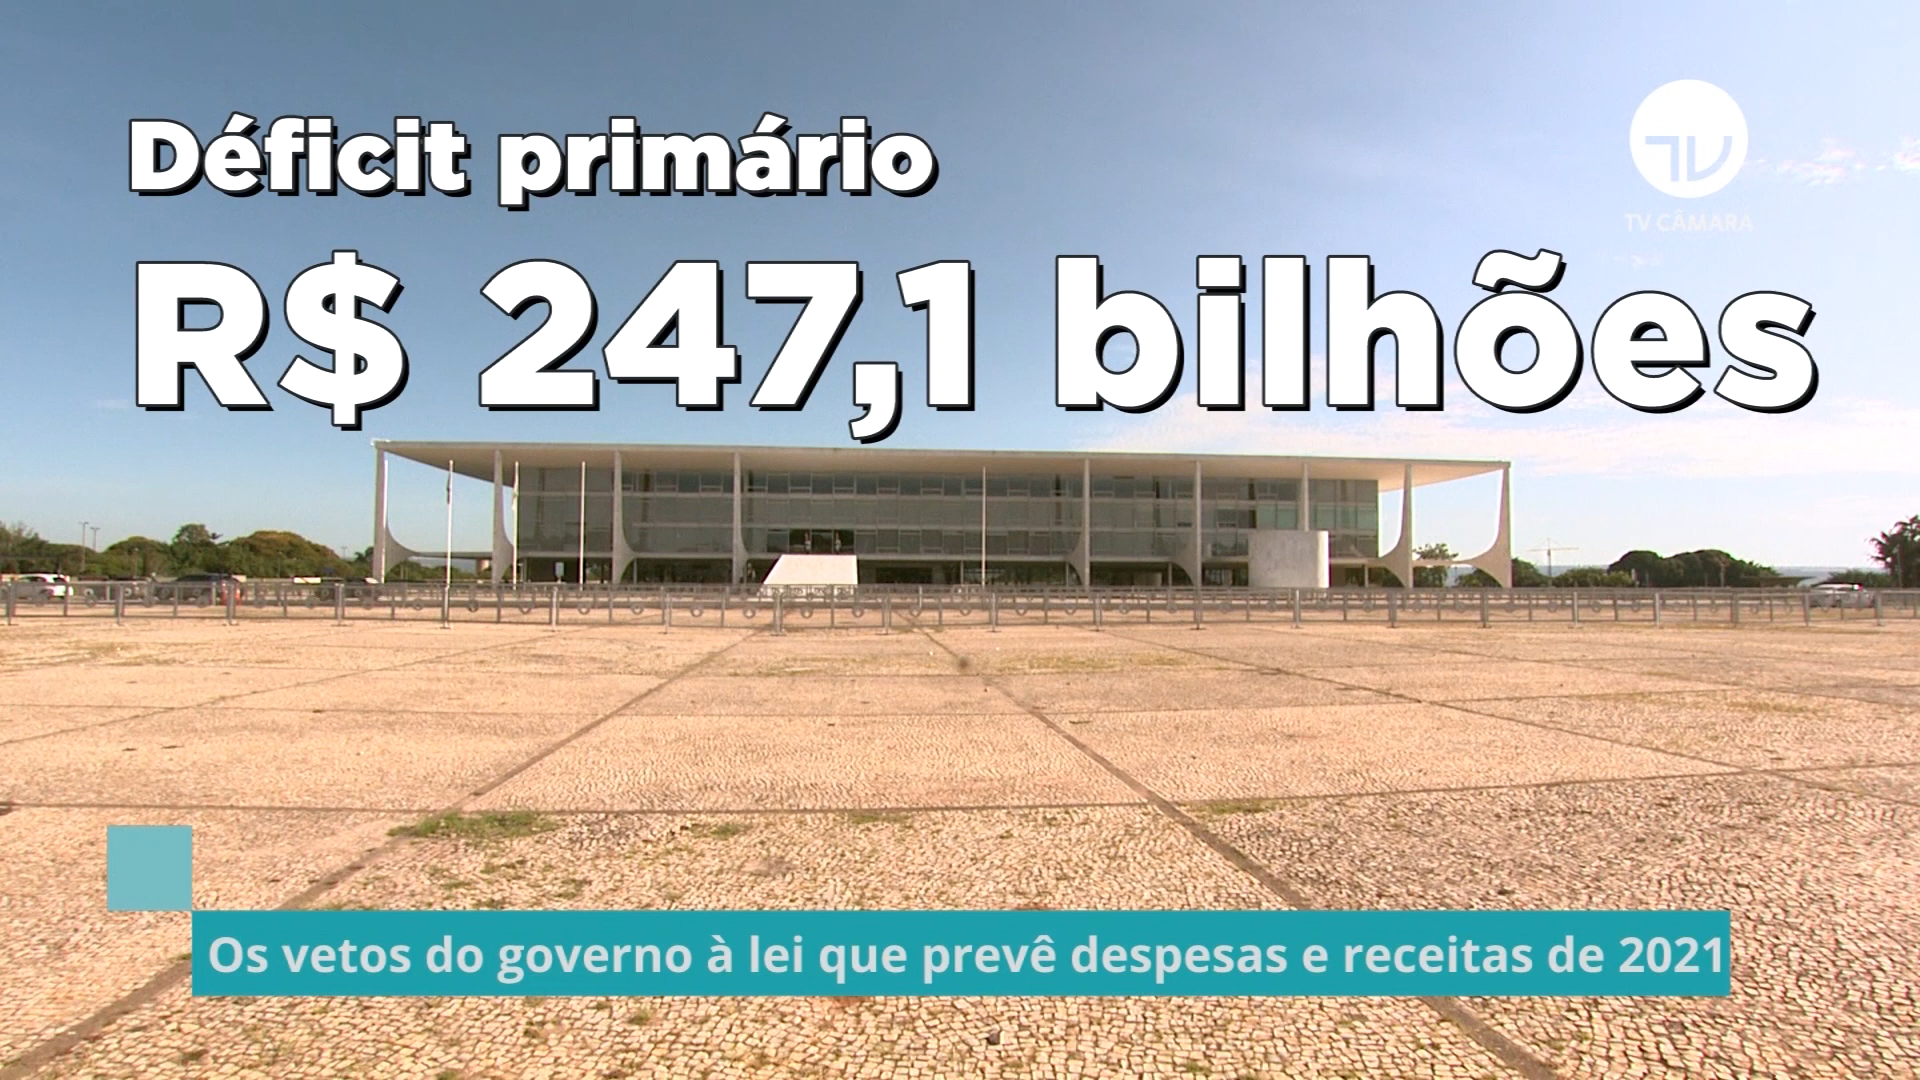 Déficit primário
TV CÂMARA
R$ 247,1 bilhões
Os vetos do governo à lei que prevê despesas e receitas de 2021